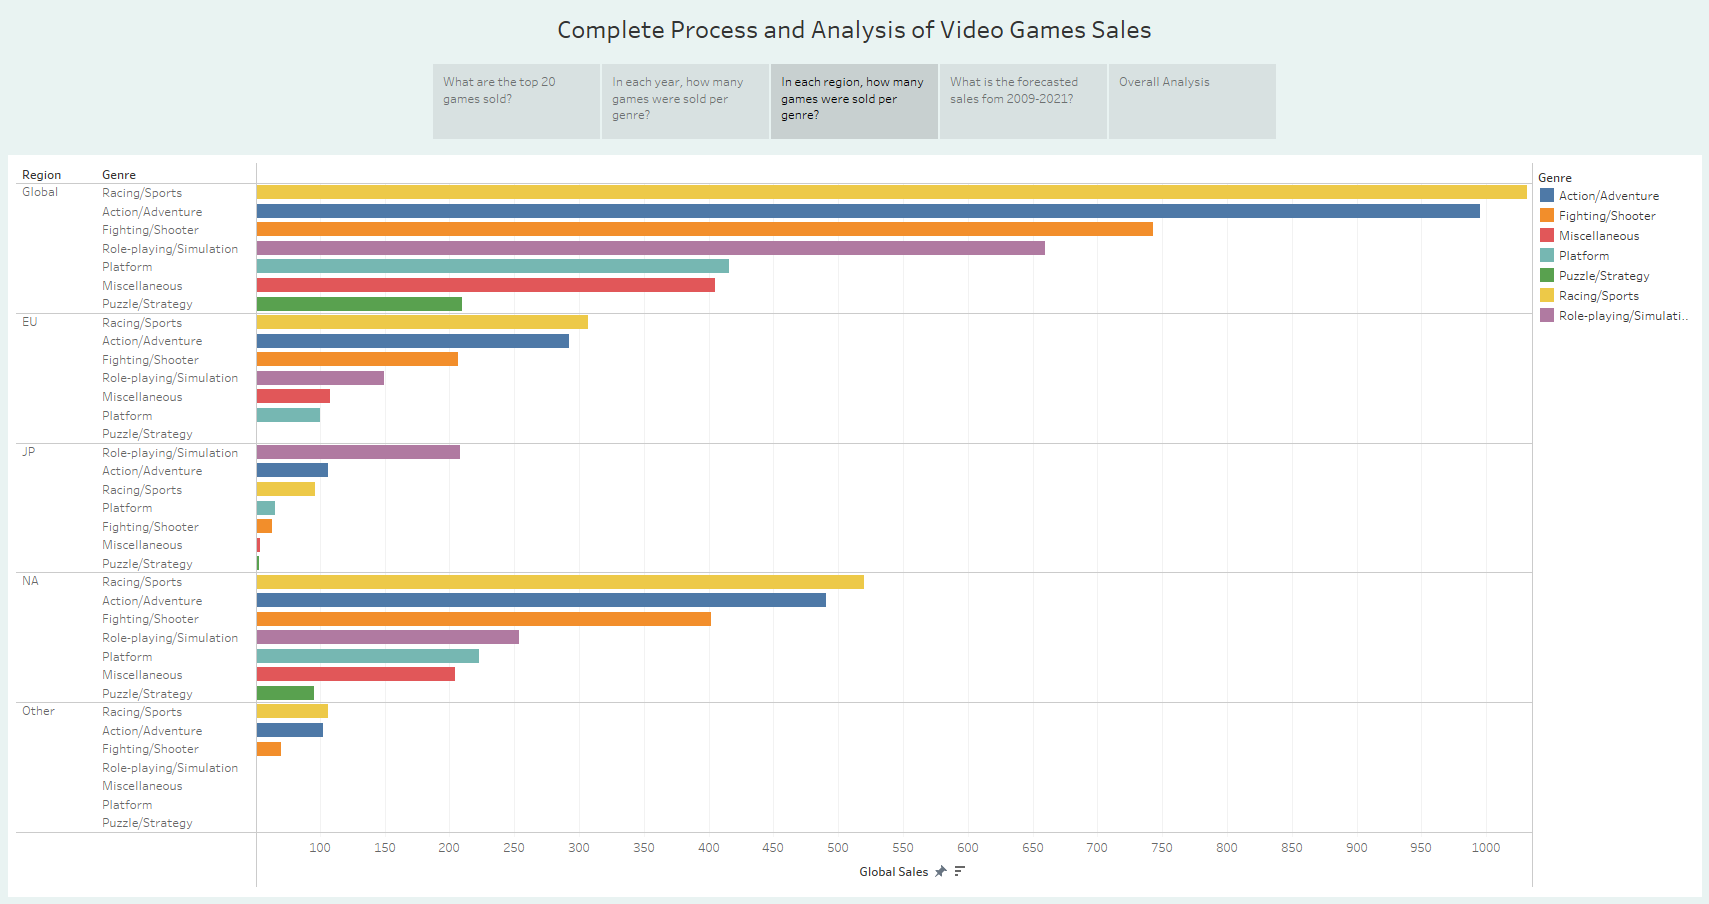 Complete Process and Analysis of Video Games Sales
What are the top 20
games sold?
In each year, how many
games were sold per
genre?
In each region, how many
games were sold per
genre?
What is the forecasted
sales fom 2009-2021?
Overall Analysis
Region Genre
Global Racing/Sports
Action/Adventure
Fighting/Shooter
Role-playing/Simulation
Platform
Miscellaneous
Puzzle/Strategy
EU Racing/Sports
Action/Adventure
Fighting/Shooter
Role-playing/Simulation
Miscellaneous
Platform
Puzzle/Strategy
JP Role-playing/Simulation
Action/Adventure
Racing/Sports
Platform
Fighting/Shooter
Miscellaneous
Puzzle/Strategy
NA Racing/Sports
Action/Adventure
Fighting/Shooter
Role-playing/Simulation
Platform
Miscellaneous
Puzzle/Strategy
Other Racing/Sports
Action/Adventure
Fighting/Shooter
Role-playing/Simulation
Miscellaneous
Platform
Puzzle/Strategy
100 150 200 250 300 350 400 450 500 550 600 650 700 750 800 850 900 950 1000
Global Sales
Genre
Action/Adventure
Fighting/Shooter
Miscellaneous
Platform
Puzzle/Strategy
Racing/Sports
Role-playing/Simulati..